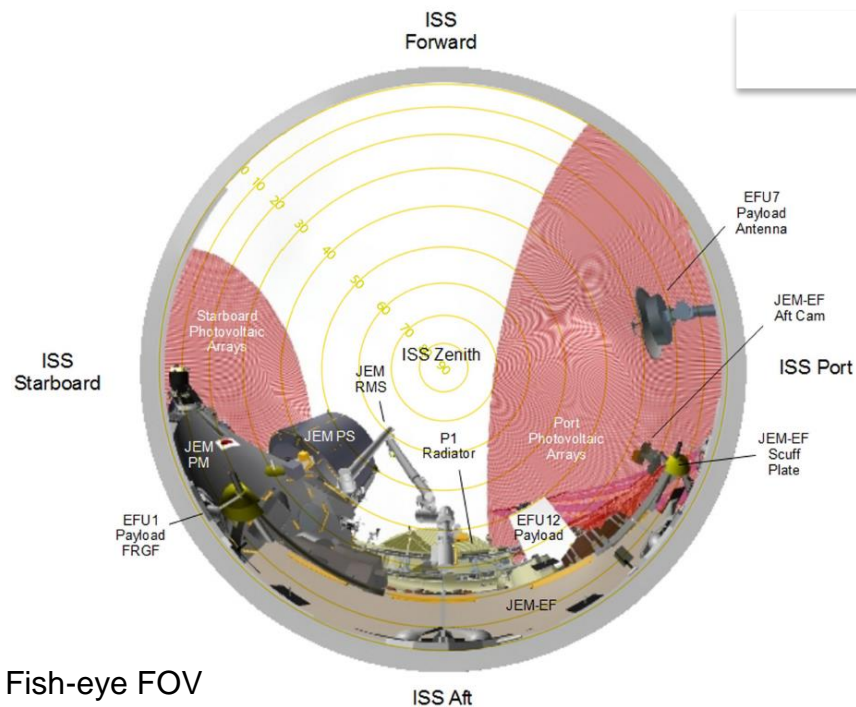 ISS
Forward
EFU7
Payload
Antenna
0
10
20
30
40
50
60
70
80
90
JEM-EF
Aft Cam
Starboard
Photovoltaic
Arrays
ISS Zenith
ISS
Starboard
JEM
RMS
ISS Port
JEM PS
P1
Radiator
Port
Photovoltaic
Arrays
JEM
PM
JEM-EF
Scuff
Plate
EFU1
Payload
FRGF
EFU12
Payload
JEM-EF
Fish-eye FOV
ISS Aft